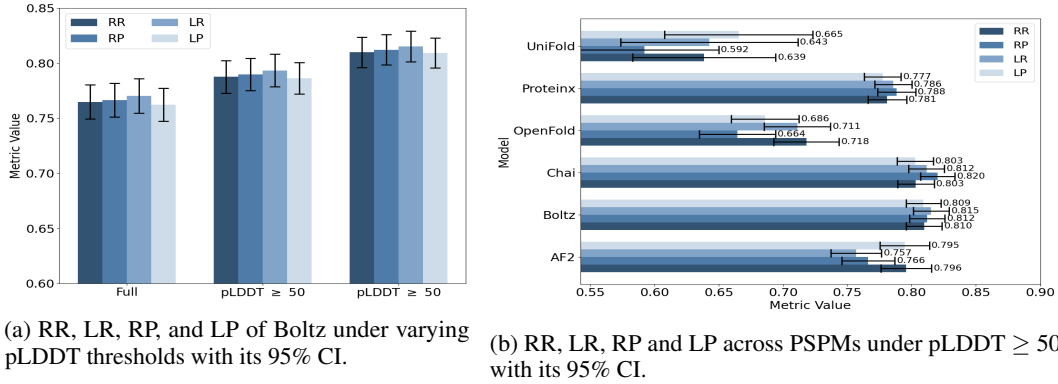 RR
LR
RP
LP
Metric Value
0.85
0.80
0.75
0.70
0.65
0.60
Full
pLDDT ≥ 50
pLDDT ≥ 50
(a) RR, LR, RP, and LP of Boltz under varying
pLDDT thresholds with its 95% CI.
RR
RP
LR
LP
Model
UniFold
0.665
0.643
0.592
0.639
Proteinx
0.777
0.786
0.788
0.781
OpenFold
0.686
0.711
0.664
0.718
Chai
0.803
0.812
0.820
0.803
Boltz
0.809
0.815
0.812
0.810
AF2
0.795
0.757
0.766
0.796
0.55 0.60 0.65 0.70 0.75 0.80 0.85 0.90
Metric Value
(b) RR, LR, RP and LP across PSPMs under pLDDT ≥ 50
with its 95% CI.